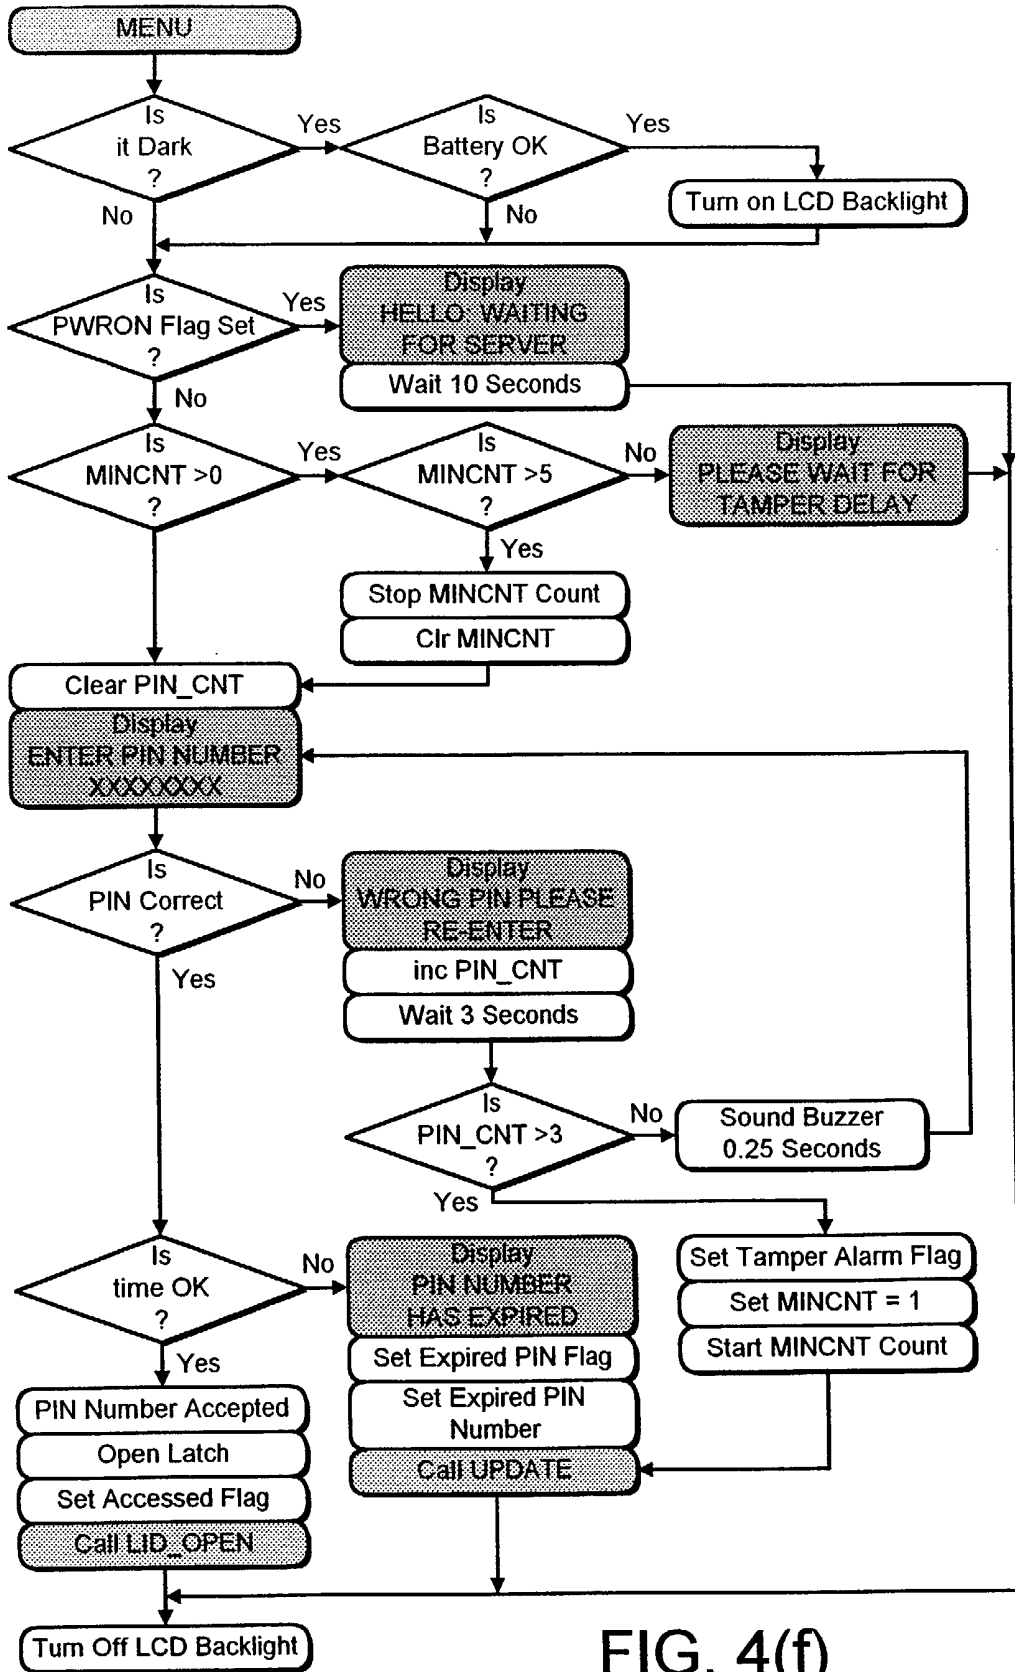 MENU
Is
it Dark
?
Yes
Is
Battery OK
?
Yes
Turn on LCD Backlight
No
No
Is
PWRON Flag Set
?
Yes
Display
HELLO: WAITING
FOR SERVER
Wait 10 Seconds
No
Is
MINCNT >0
?
Yes
Is
MINCNT >5
?
No
Display
PLEASE WAIT FOR
TAMPER DELAY
Yes
Stop MINCNT Count
Clr MINCNT
Clear PIN_CNT
Display
ENTER PIN NUMBER
XXXXXXXX
Is
PIN Correct
?
No
Display
WRONG PIN PLEASE
RE-ENTER
inc PIN_CNT
Wait 3 Seconds
Yes
Is
PIN_CNT >3
?
No
Sound Buzzer
0.25 Seconds
Yes
Set Tamper Alarm Flag
Set MINCNT = 1
Start MINCNT Count
Is
time OK
?
No
Display
PIN NUMBER
HAS EXPIRED
Set Expired PIN Flag
Set Expired PIN
Number
Call UPDATE
Yes
PIN Number Accepted
Open Latch
Set Accessed Flag
Call LID_OPEN
Turn Off LCD Backlight
FIG. 4(f)